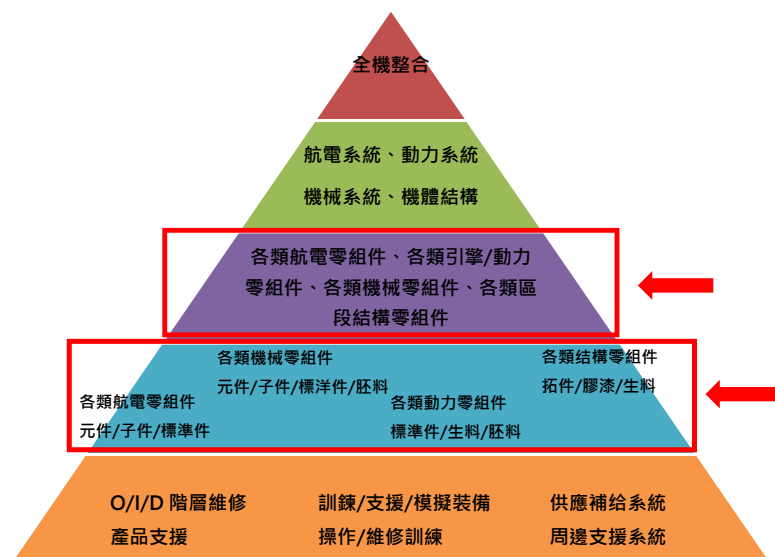 全機整合
航電系統、動力系統
機械系統、機體結構
各類航電零組件、各類引擎/動力
零組件、各類機械零組件、各類區
段結構零組件
各類機械零組件
元件/子件/標洋件/胚料
各類结構零組件
拓件/膠漆/生料
各類航電零組件
元件/子件/標準件
各類動力零組件
標準件/生料/胚料
O/I/D 階層維修
訓鍊/支援/模擬裝備
供應補给系統
產品支援
操作/維修訓練
周邊支援系統